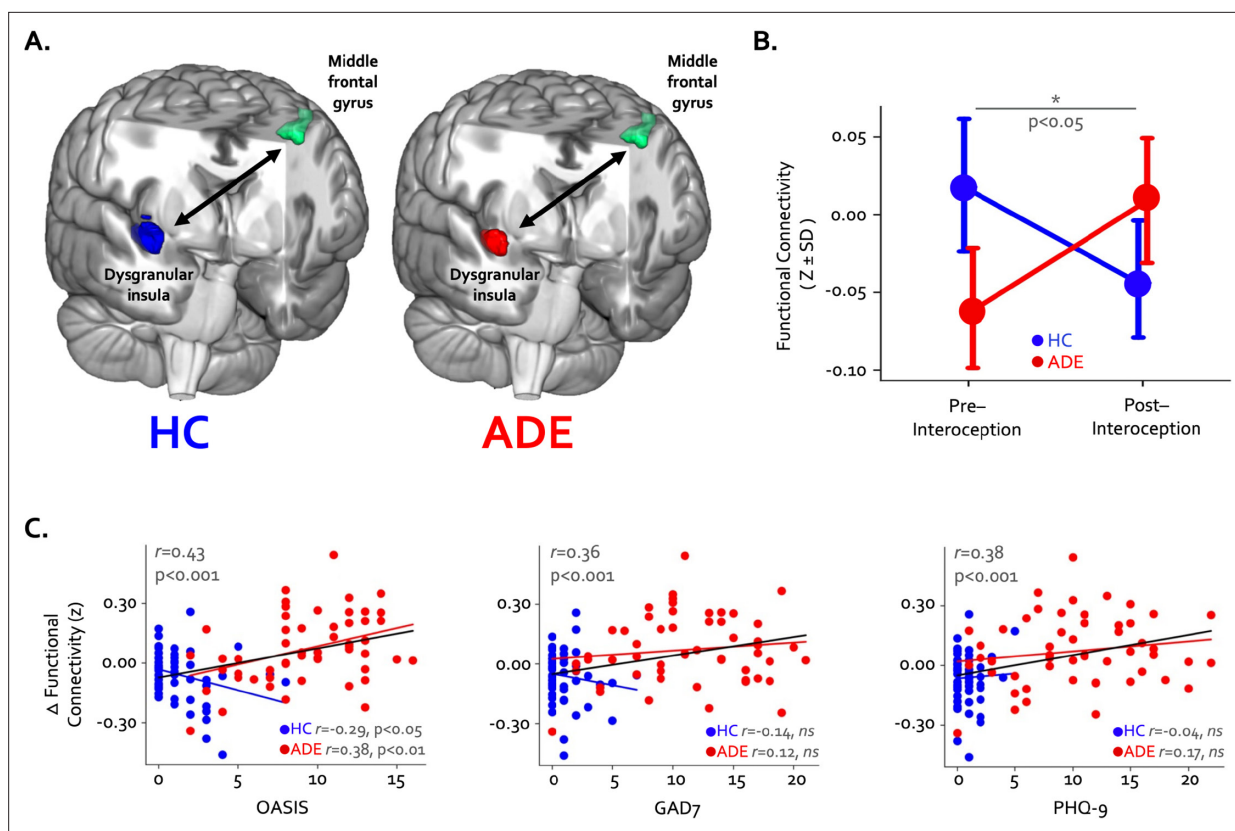 A.
Middle
frontal
gyrus
Dysgranular
insula
HC
Middle
frontal
gyrus
Dysgranular
insula
ADE
B.
*
p<0.05
Functional Connectivity
( Z ± SD )
0.05
0.00
-0.05
-0.10
HC
ADE
Pre–
Interoception
Post–
Interoception
C.
Δ Functional
Connectivity (z)
r=0.43
p<0.001
0.30
0.00
-0.30
HC r=-0.29, p<0.05
ADE r=0.38, p<0.01
0 5 10 15
OASIS
r=0.36
p<0.001
0.30
0.00
-0.30
HC r=-0.14, ns
ADE r=0.12, ns
0 5 10 15 20
GAD7
r=0.38
p<0.001
0.30
0.00
-0.30
HC r=-0.04, ns
ADE r=0.17, ns
0 5 10 15 20
PHQ-9